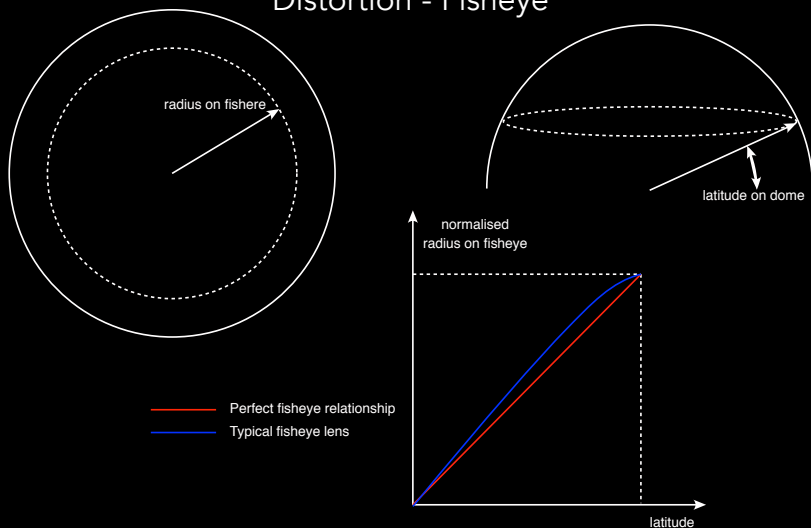 Distortion - Fisheye
radius on fishere
latitude on dome
normalised
radius on fisheye
Perfect fisheye relationship
Typical fisheye lens
latitude